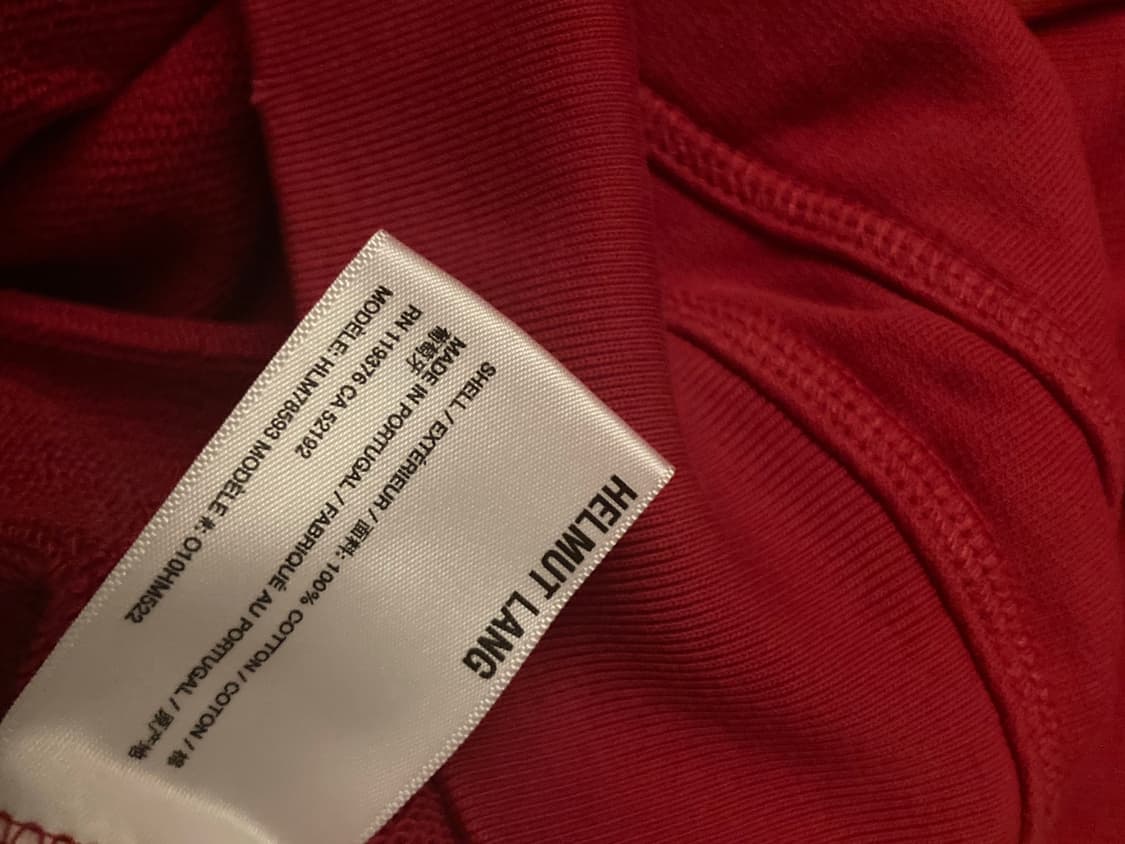 HELMUT LANG
SHELL / EXTÉRIEUR / 面料: 100% COTTON / COTON / 棉
MADE IN PORTUGAL / FABRIQUÉ AU PORTUGAL / 原产地
葡萄牙
RN 119376 CA 52192
MODELE: HLM78593 MODÈLE #: O10HM522